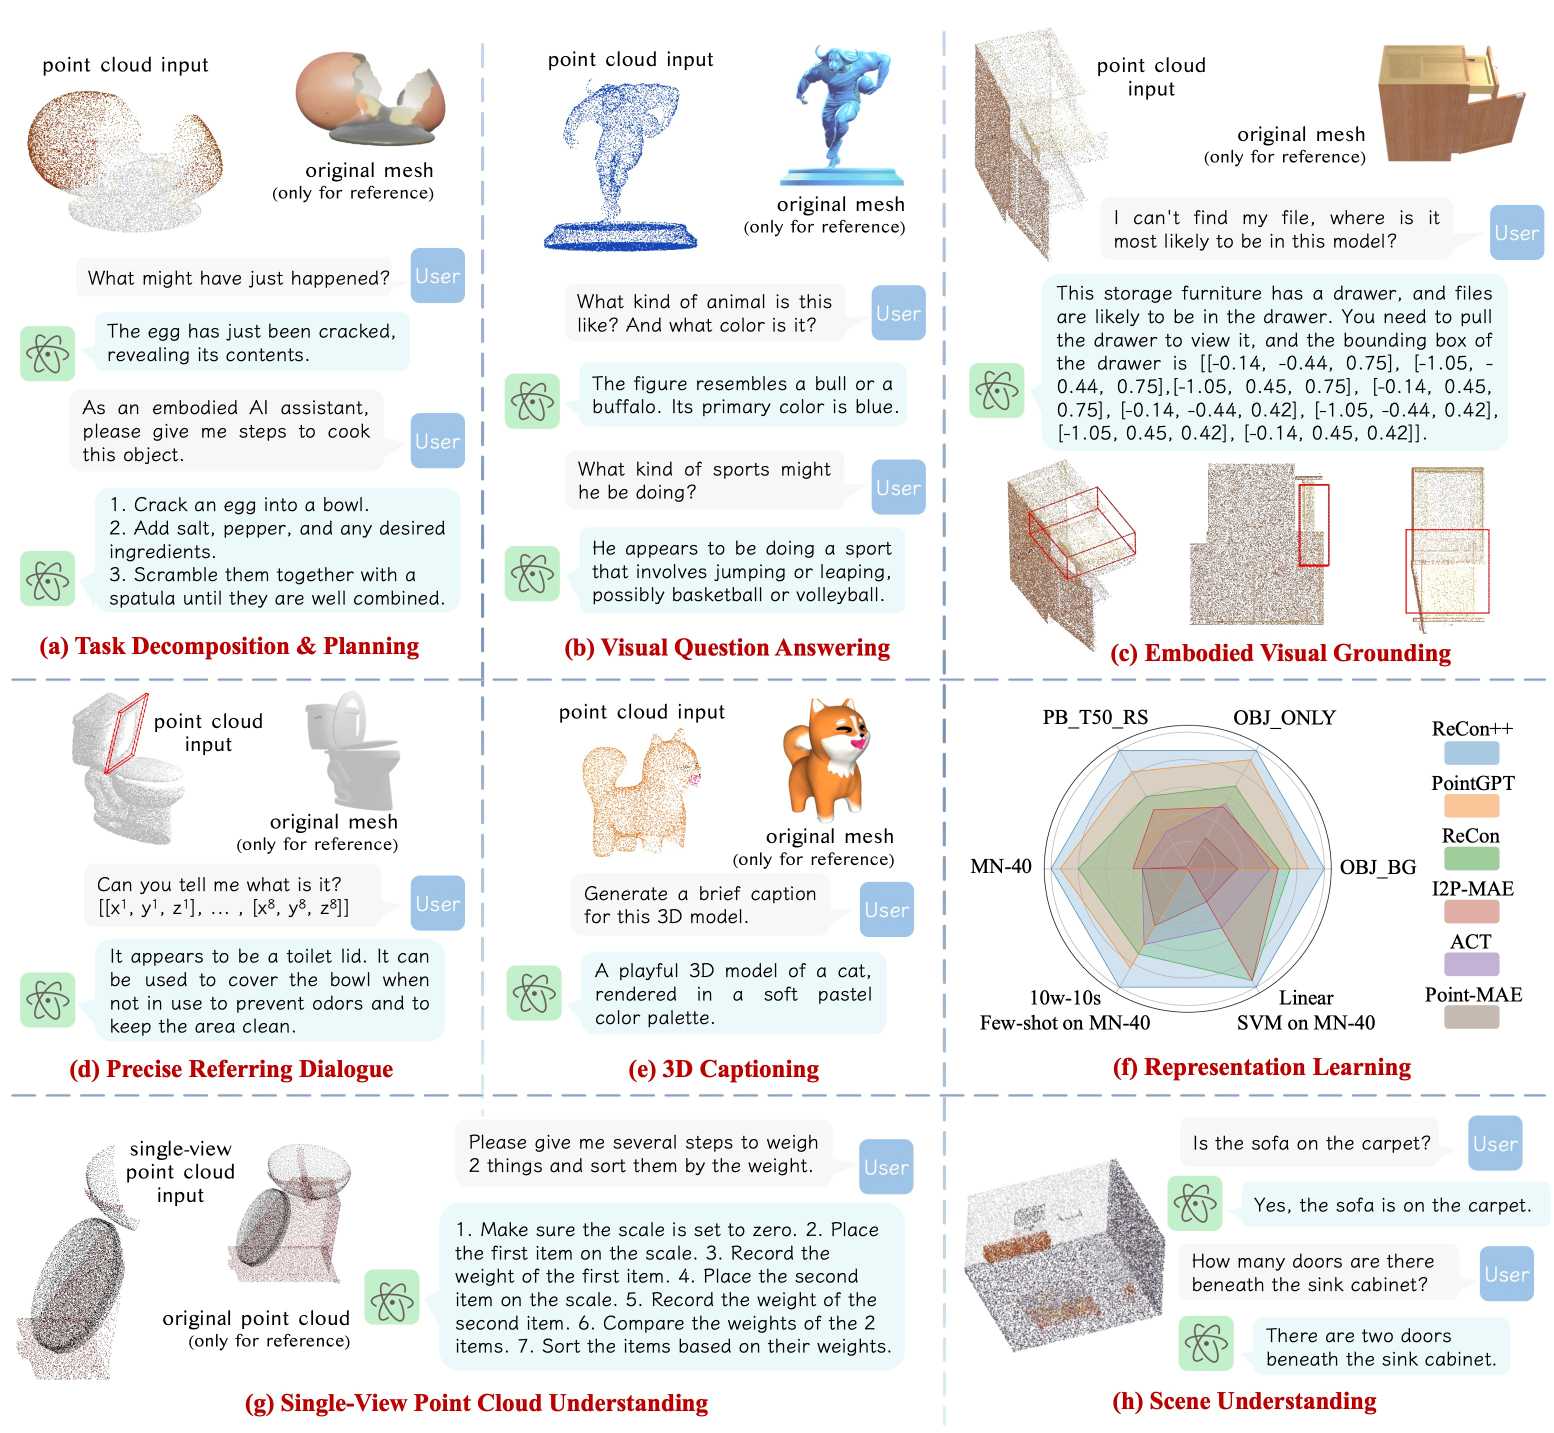 point cloud input
original mesh
(only for reference)
What might have just happened?
User
The egg has just been cracked,
revealing its contents.
As an embodied AI assistant,
please give me steps to cook
this object.
User
1. Crack an egg into a bowl.
2. Add salt, pepper, and any desired
ingredients.
3. Scramble them together with a
spatula until they are well combined.
(a) Task Decomposition & Planning
point cloud input
original mesh
(only for reference)
What kind of animal is this
like? And what color is it?
User
The figure resembles a bull or a
buffalo. Its primary color is blue.
What kind of sports might
he be doing?
User
He appears to be doing a sport
that involves jumping or leaping,
possibly basketball or volleyball.
(b) Visual Question Answering
point cloud
input
original mesh
(only for reference)
I can't find my file, where is it
most likely to be in this model?
User
This storage furniture has a drawer, and files
are likely to be in the drawer. You need to pull
the drawer to view it, and the bounding box of
the drawer is [[-0.14, -0.44, 0.75], [-1.05, -
0.44, 0.75],[-1.05, 0.45, 0.75], [-0.14, 0.45,
0.75], [-0.14, -0.44, 0.42], [-1.05, -0.44, 0.42],
[-1.05, 0.45, 0.42], [-0.14, 0.45, 0.42]].
(c) Embodied Visual Grounding
point cloud
input
original mesh
(only for reference)
Can you tell me what is it?
[[x¹, y¹, z¹], ... , [x⁸, y⁸, z⁸]]
User
It appears to be a toilet lid. It can
be used to cover the bowl when
not in use to prevent odors and to
keep the area clean.
(d) Precise Referring Dialogue
point cloud input
original mesh
(only for reference)
Generate a brief caption
for this 3D model.
User
A playful 3D model of a cat,
rendered in a soft pastel
color palette.
(e) 3D Captioning
PB_T50_RS
OBJ_ONLY
MN-40
OBJ_BG
10w-10s
Few-shot on MN-40
Linear
SVM on MN-40
ReCon++
PointGPT
ReCon
I2P-MAE
ACT
Point-MAE
(f) Representation Learning
single-view
point cloud
input
original point cloud
(only for reference)
Please give me several steps to weigh
2 things and sort them by the weight.
User
1. Make sure the scale is set to zero. 2. Place
the first item on the scale. 3. Record the
weight of the first item. 4. Place the second
item on the scale. 5. Record the weight of the
second item. 6. Compare the weights of the 2
items. 7. Sort the items based on their weights.
(g) Single-View Point Cloud Understanding
Is the sofa on the carpet?
User
Yes, the sofa is on the carpet.
How many doors are there
beneath the sink cabinet?
User
There are two doors
beneath the sink cabinet.
(h) Scene Understanding